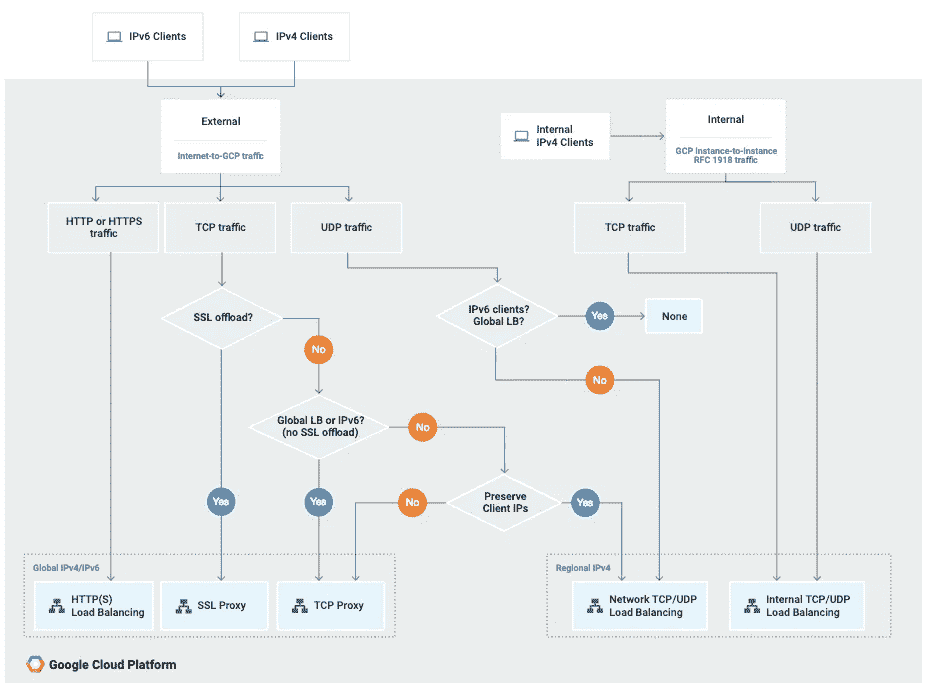 IPv6 Clients
IPv4 Clients
External
Internet-to-GCP traffic
Internal
IPv4 Clients
Internal
GCP Instance-to-Instance
RFC 1918 traffic
HTTP or HTTPS
traffic
TCP traffic
UDP traffic
TCP traffic
UDP traffic
SSL offload?
IPv6 clients?
Global LB?
Yes
None
No
No
Global LB or IPv6?
(no SSL offload)
No
Yes
Yes
No
Preserve
Client IPs
Yes
Global IPv4/IPv6
HTTP(S)
Load Balancing
SSL Proxy
TCP Proxy
Regional IPv4
Network TCP/UDP
Load Balancing
Internal TCP/UDP
Load Balancing
Google Cloud Platform